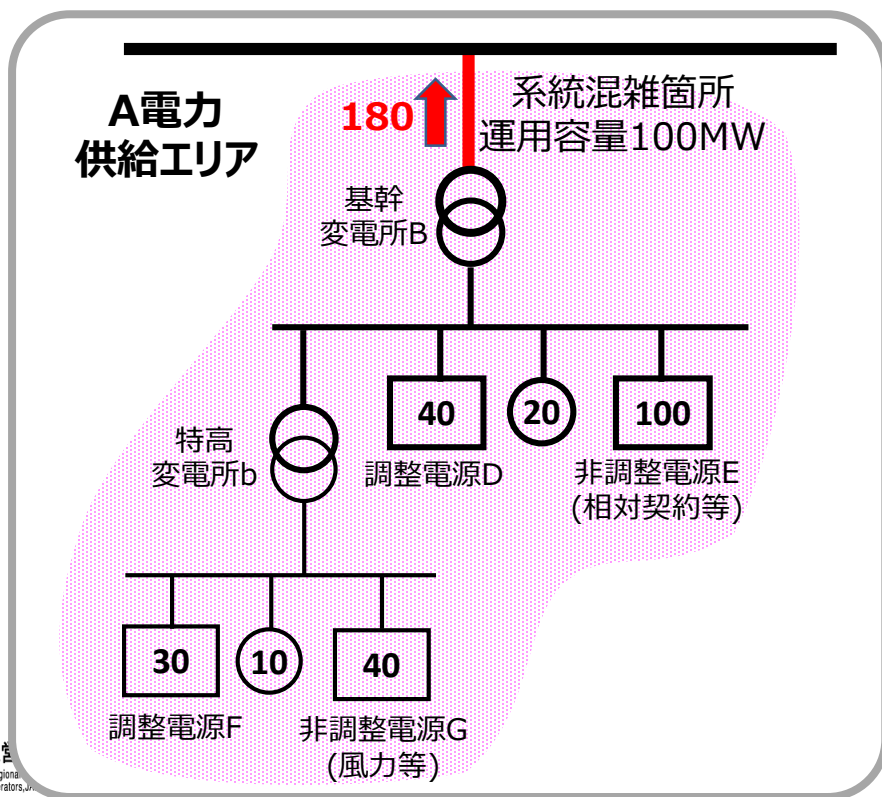 A電力
供給エリア
180
系統混雑箇所
運用容量100MW
基幹
変電所B
40
20
100
調整電源D
非調整電源E
(相対契約等)
特高
変電所b
30
10
40
調整電源F
非調整電源G
(風力等)